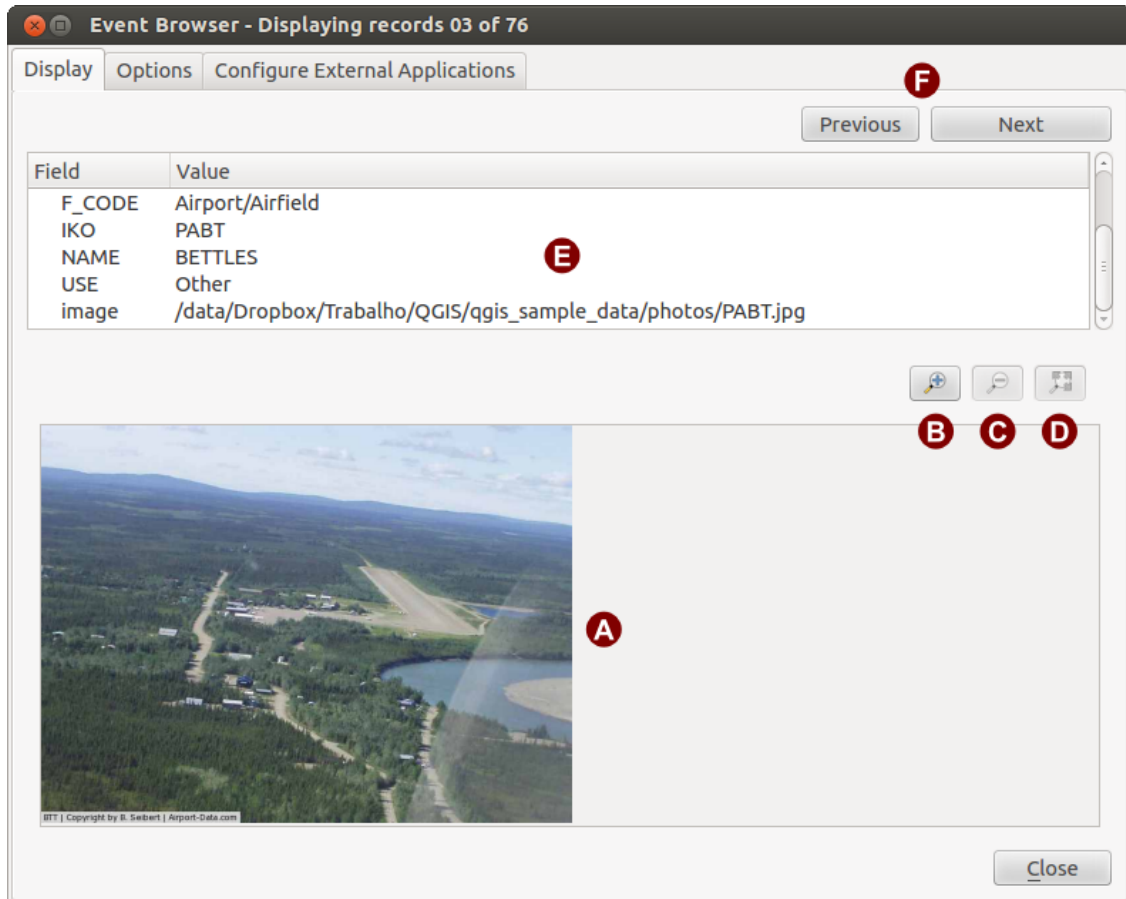 Event Browser - Displaying records 03 of 76
Display Options Configure External Applications
F
Previous Next
Field Value
F_CODE Airport/Airfield
IKO PABT
NAME BETTLES
E
USE Other
image /data/Dropbox/Trabalho/QGIS/qgis_sample_data/photos/PABT.jpg
B C D
A
BTT | Copyright by B. Seibert | Airport-Data.com
Close